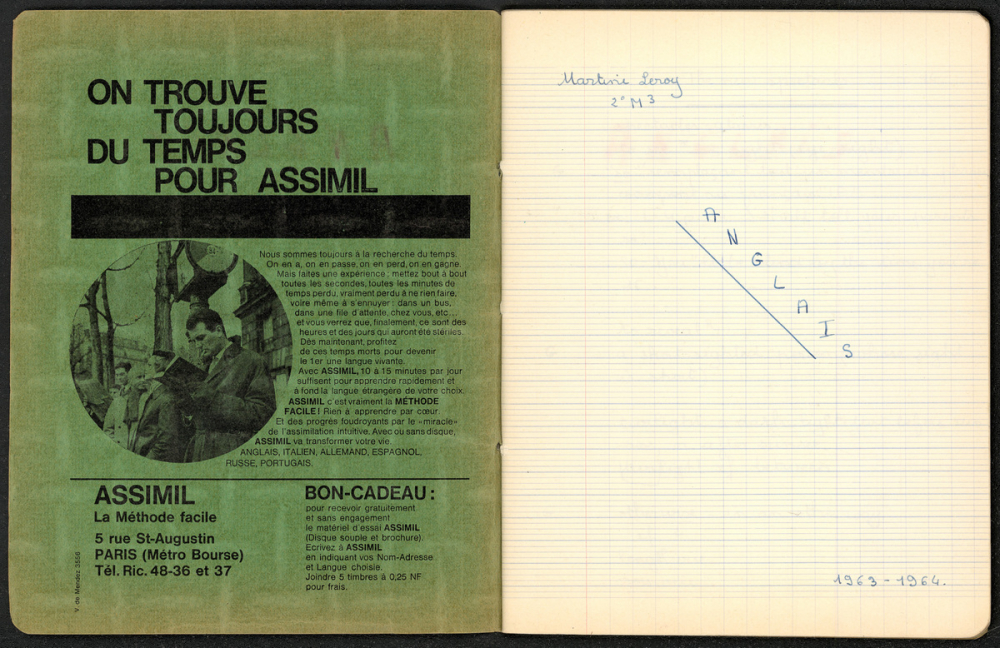 ON TROUVE
TOUJOURS
DU TEMPS
POUR ASSIMIL
Nous sommes toujours à la recherche du temps.
On en a, on en passe, on en perd, on en gagne.
Mais faites une expérience : mettez bout à bout
toutes les secondes, toutes les minutes de
temps perdu, vraiment perdu à ne rien faire,
voire même à s'ennuyer : dans un bus,
dans une file d'attente, chez vous, etc...
et vous verrez que, finalement, ce sont des
heures et des jours qui auront été stériles.
Dès maintenant, profitez
de ces temps morts pour devenir
le 1er une langue vivante.
Avec ASSIMIL, 10 à 15 minutes par jour
suffisent pour apprendre rapidement et
à fond la langue étrangère de votre choix.
ASSIMIL c'est vraiment la MÉTHODE
FACILE! Rien à apprendre par cœur.
Et des progrès foudroyants par le «miracle»
de l'assimilation intuitive. Avec ou sans disque,
ASSIMIL va transformer votre vie.
ANGLAIS, ITALIEN, ALLEMAND, ESPAGNOL,
RUSSE, PORTUGAIS.
ASSIMIL
La Méthode facile
5 rue St-Augustin
PARIS (Métro Bourse)
Tél. Ric. 48-36 et 37
BON-CADEAU :
pour recevoir gratuitement
et sans engagement
le matériel d'essai ASSIMIL
(Disque souple et brochure).
Ecrivez à ASSIMIL
en indiquant vos Nom-Adresse
et Langue choisie.
Joindre 5 timbres à 0,25 NF
pour frais.
V. de Mendez 3556
Martine Leroy
2° M3
ANGLAIS
1963-1964.